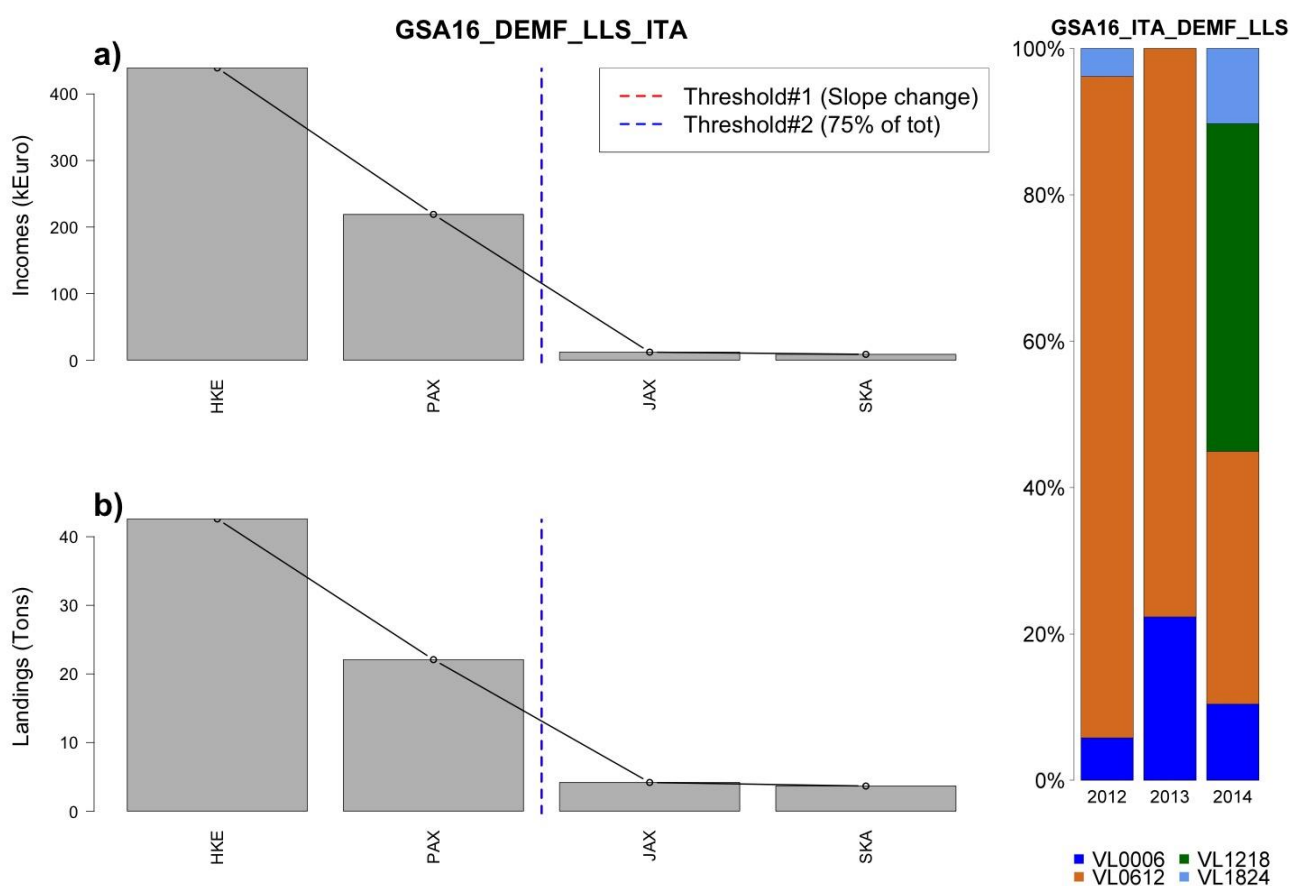 GSA16_DEMF_LLS_ITA
a)
Incomes (kEuro)
400
300
200
100
0
Threshold#1 (Slope change)
Threshold#2 (75% of tot)
HKE
PAX
JAX
SKA
b)
Landings (Tons)
40
30
20
10
0
HKE
PAX
JAX
SKA
GSA16_ITA_DEMF_LLS
100%
80%
60%
40%
20%
0%
2012
2013
2014
VL0006
VL1218
VL0612
VL1824